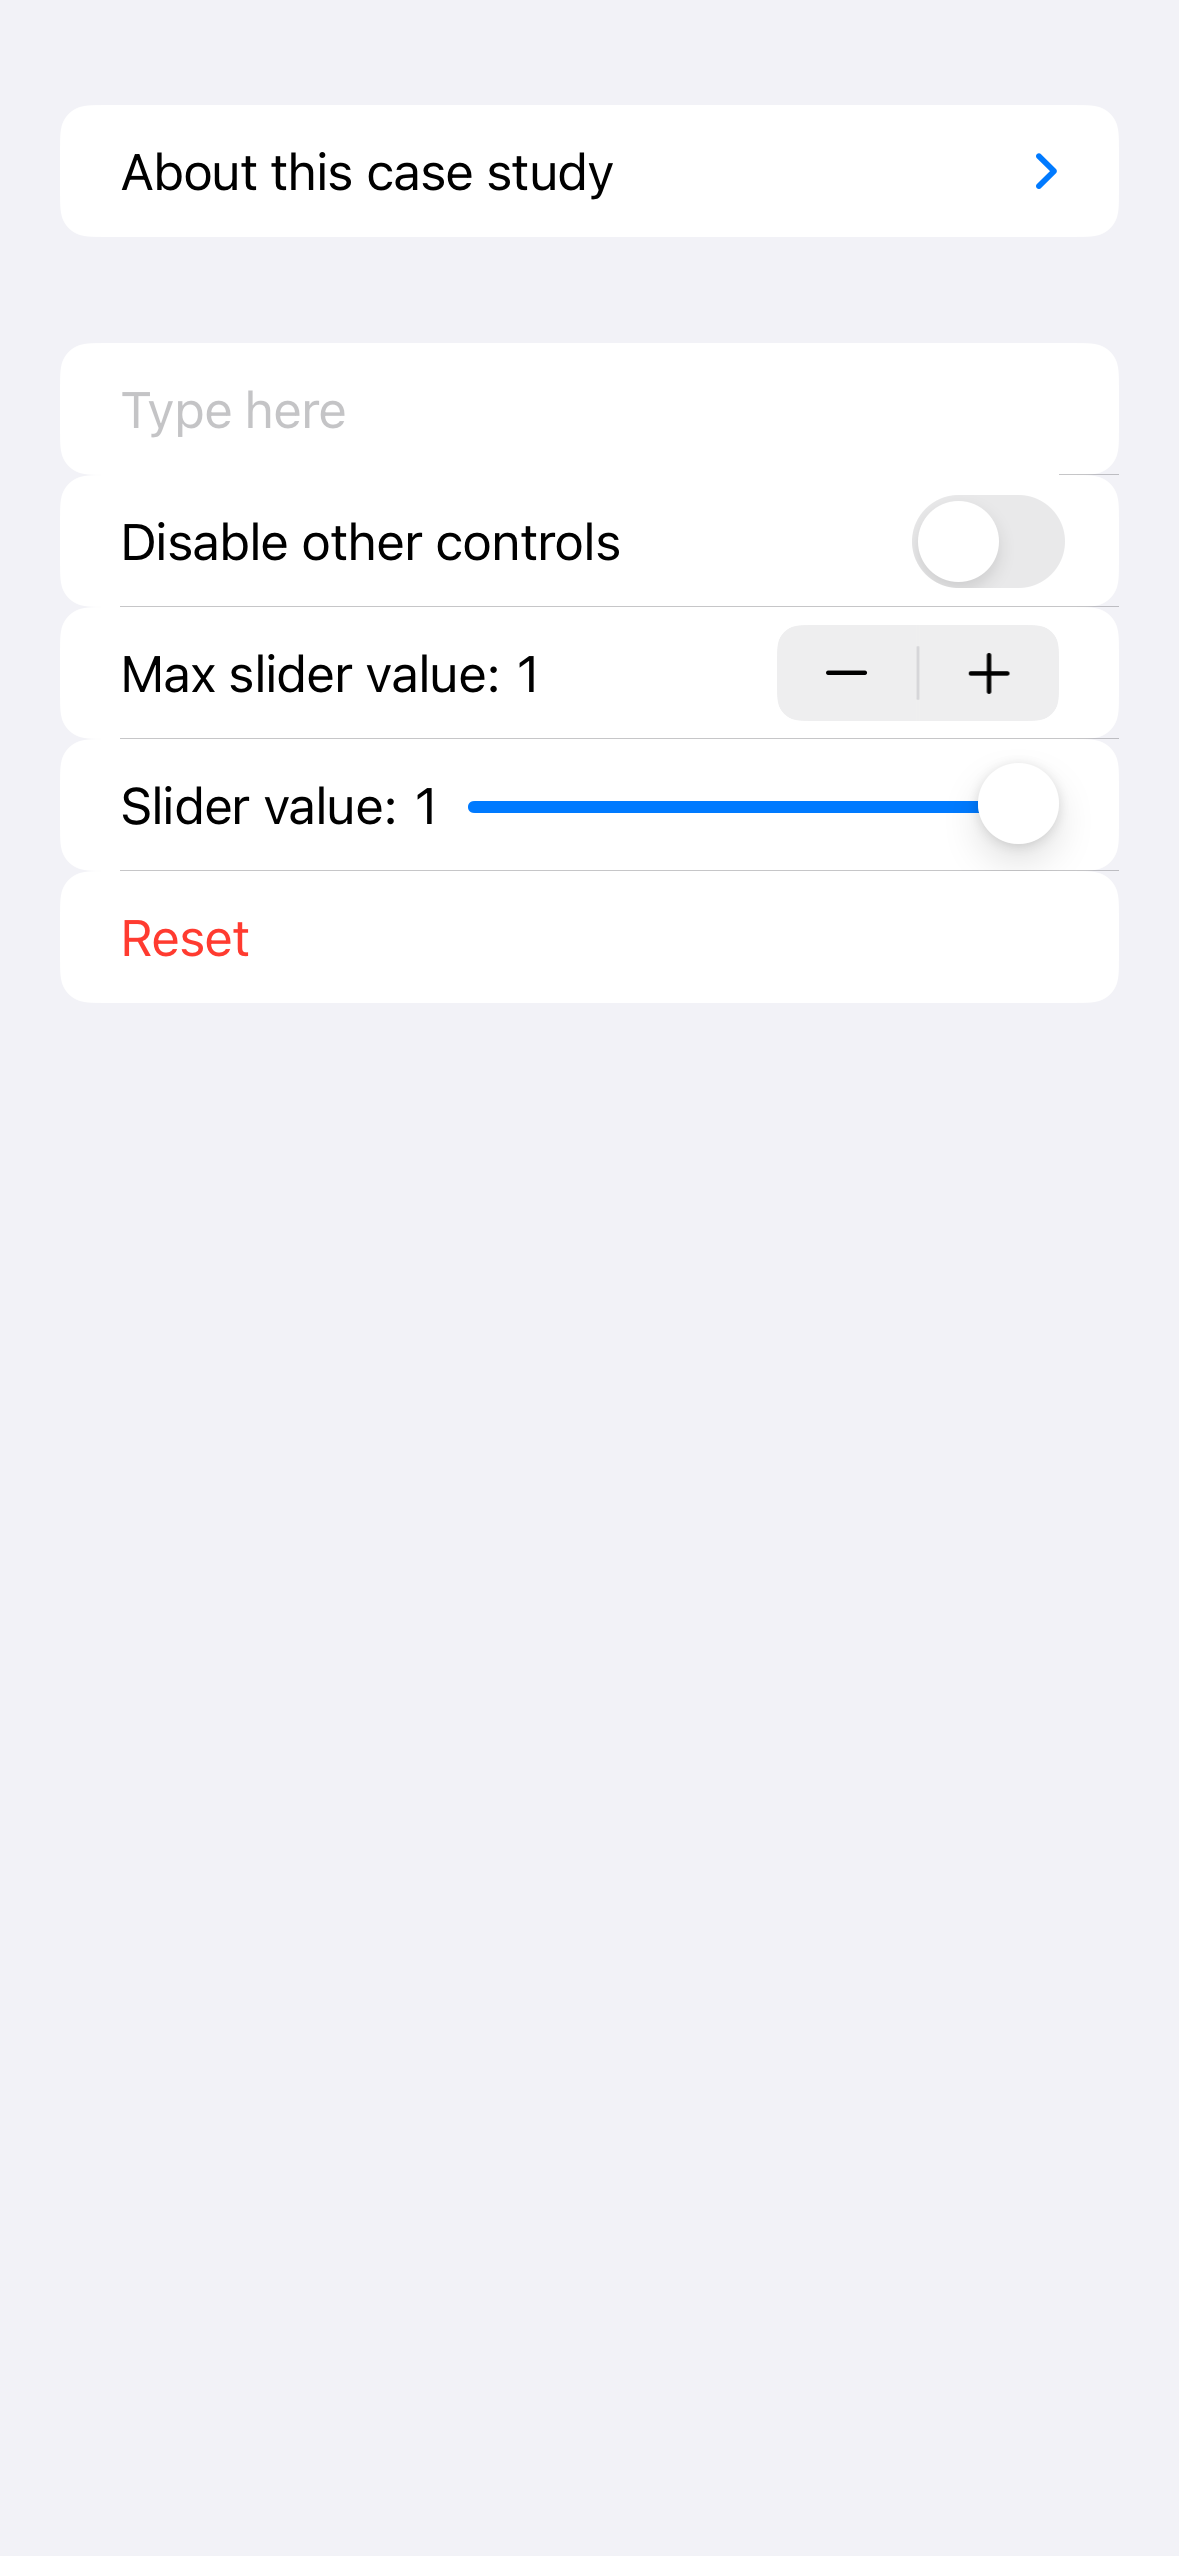 About this case study
Type here
Disable other controls
Max slider value: 1
Slider value: 1
Reset